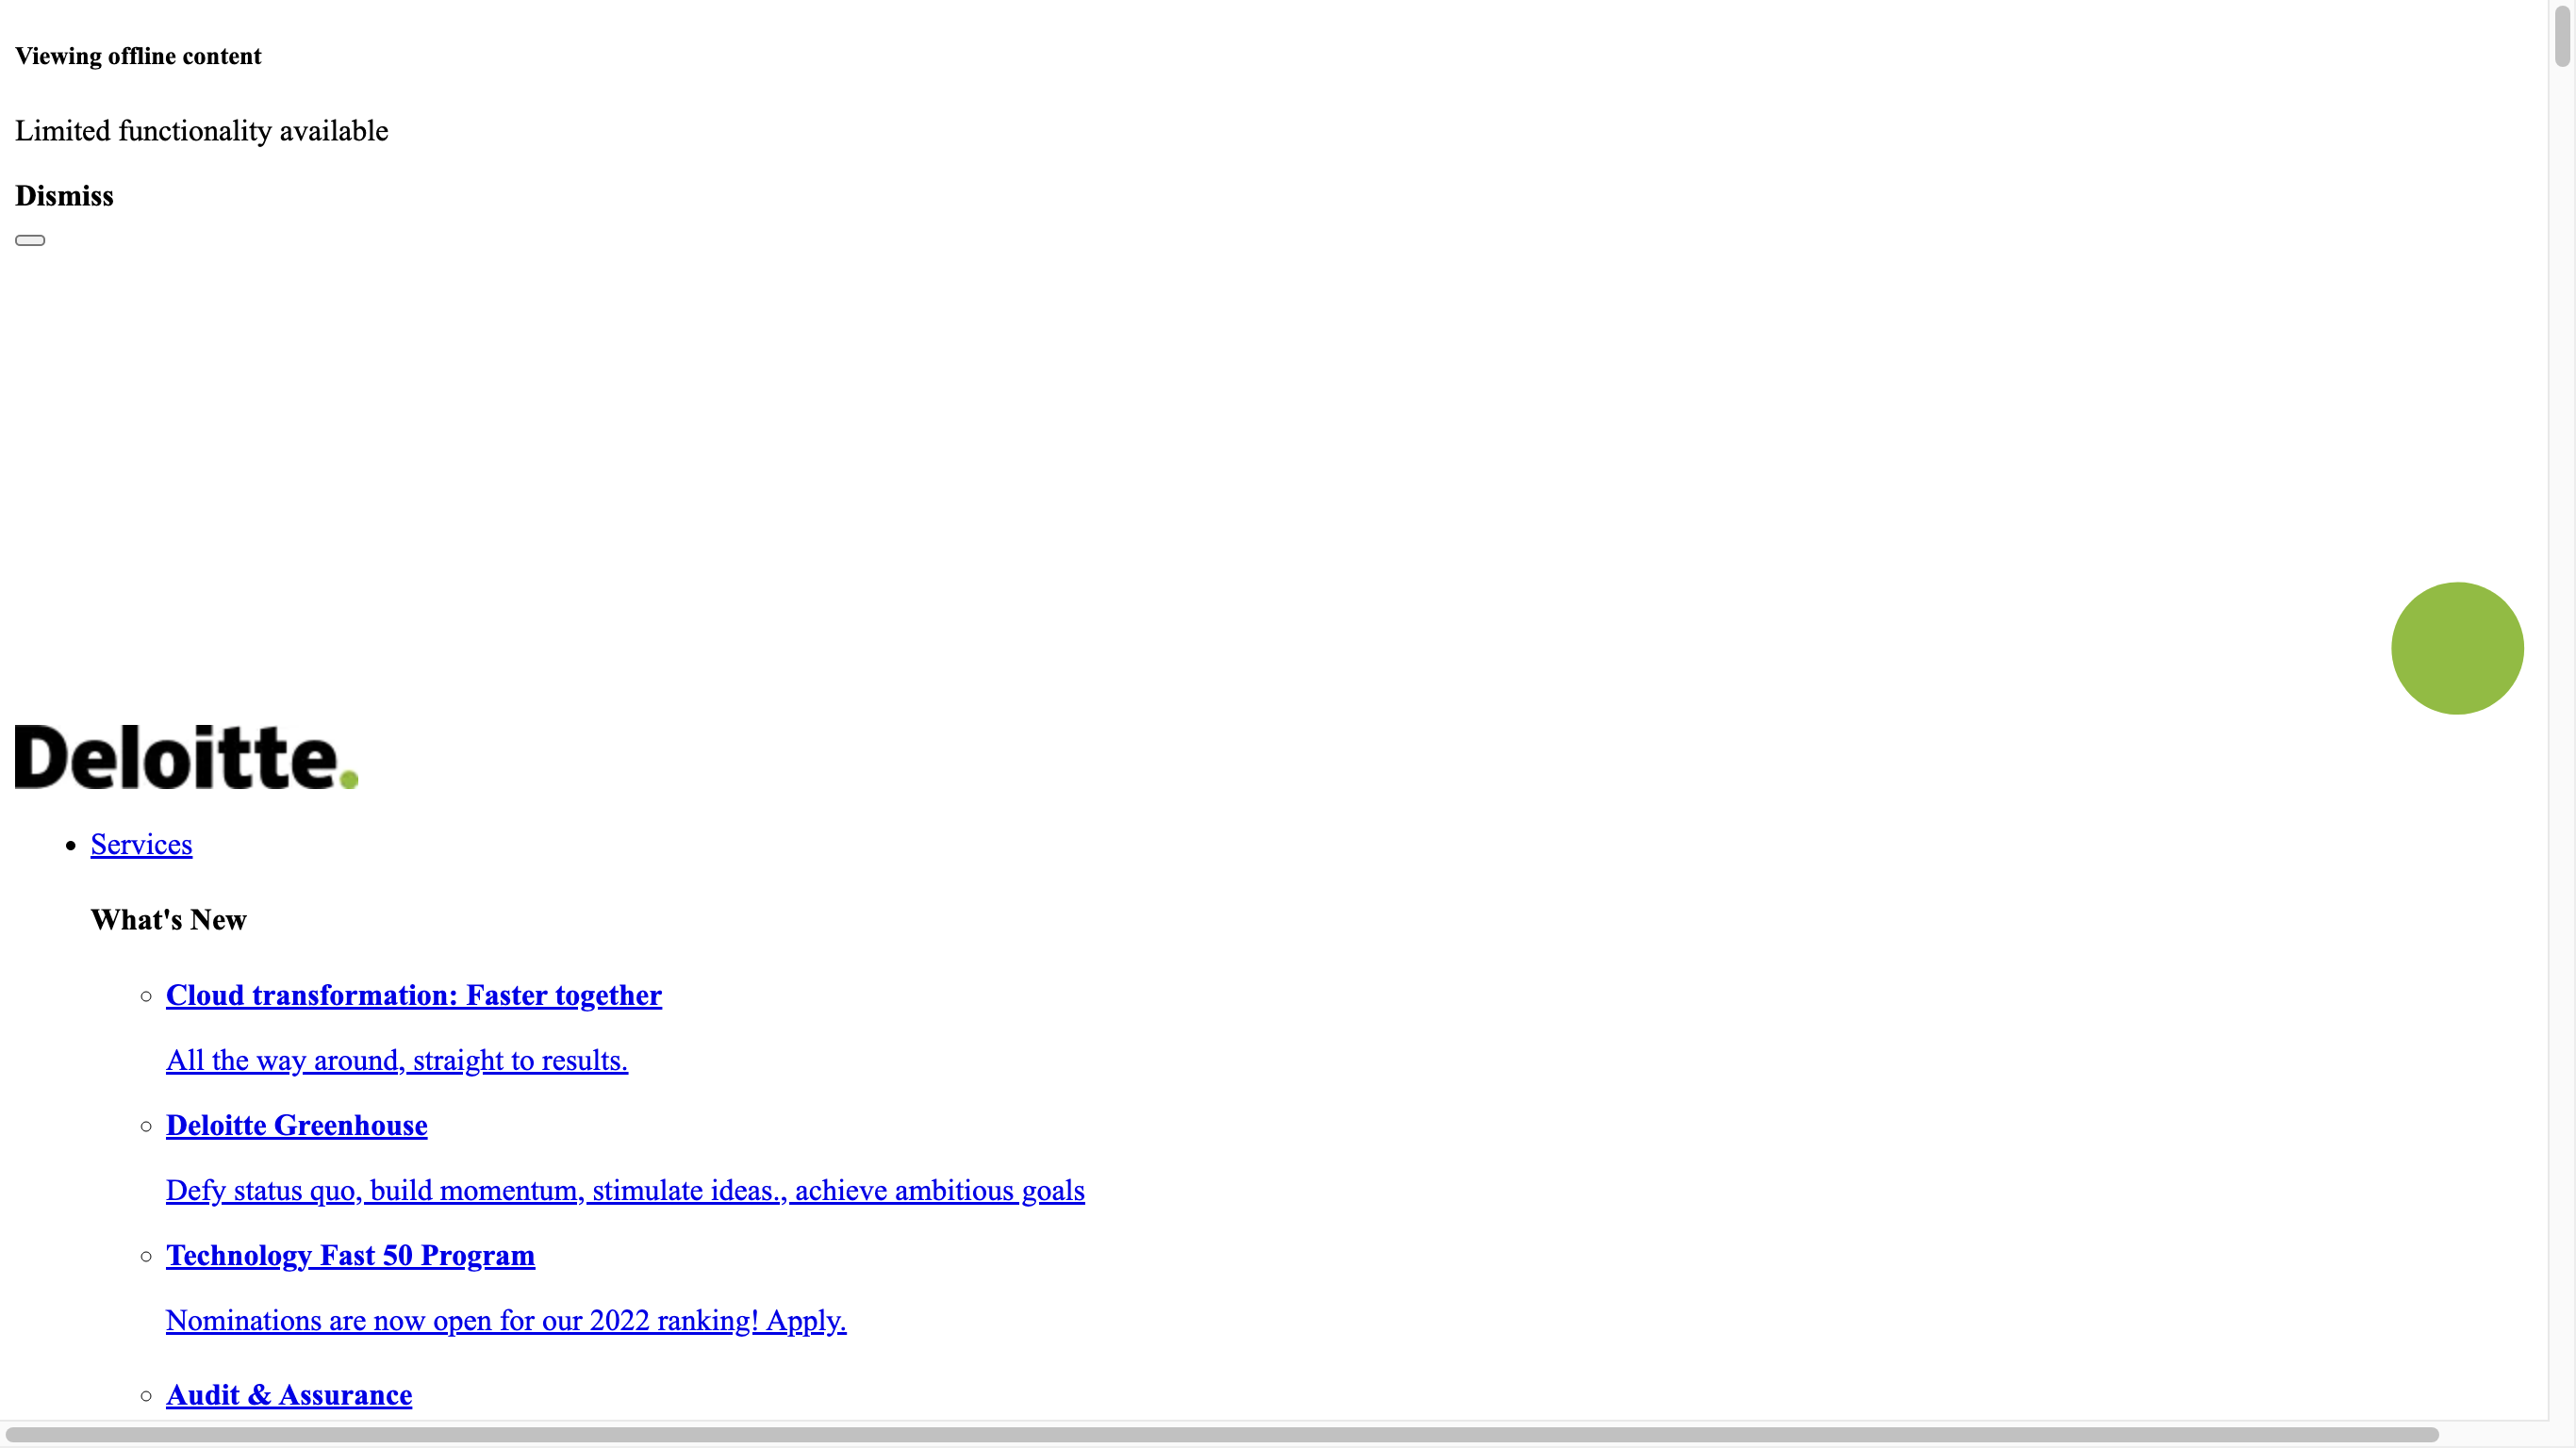 Viewing offline content
Limited functionality available
Dismiss
Deloitte.
Services
What's New
Cloud transformation: Faster together
All the way around, straight to results.
Deloitte Greenhouse
Defy status quo, build momentum, stimulate ideas., achieve ambitious goals
Technology Fast 50 Program
Nominations are now open for our 2022 ranking! Apply.
Audit & Assurance